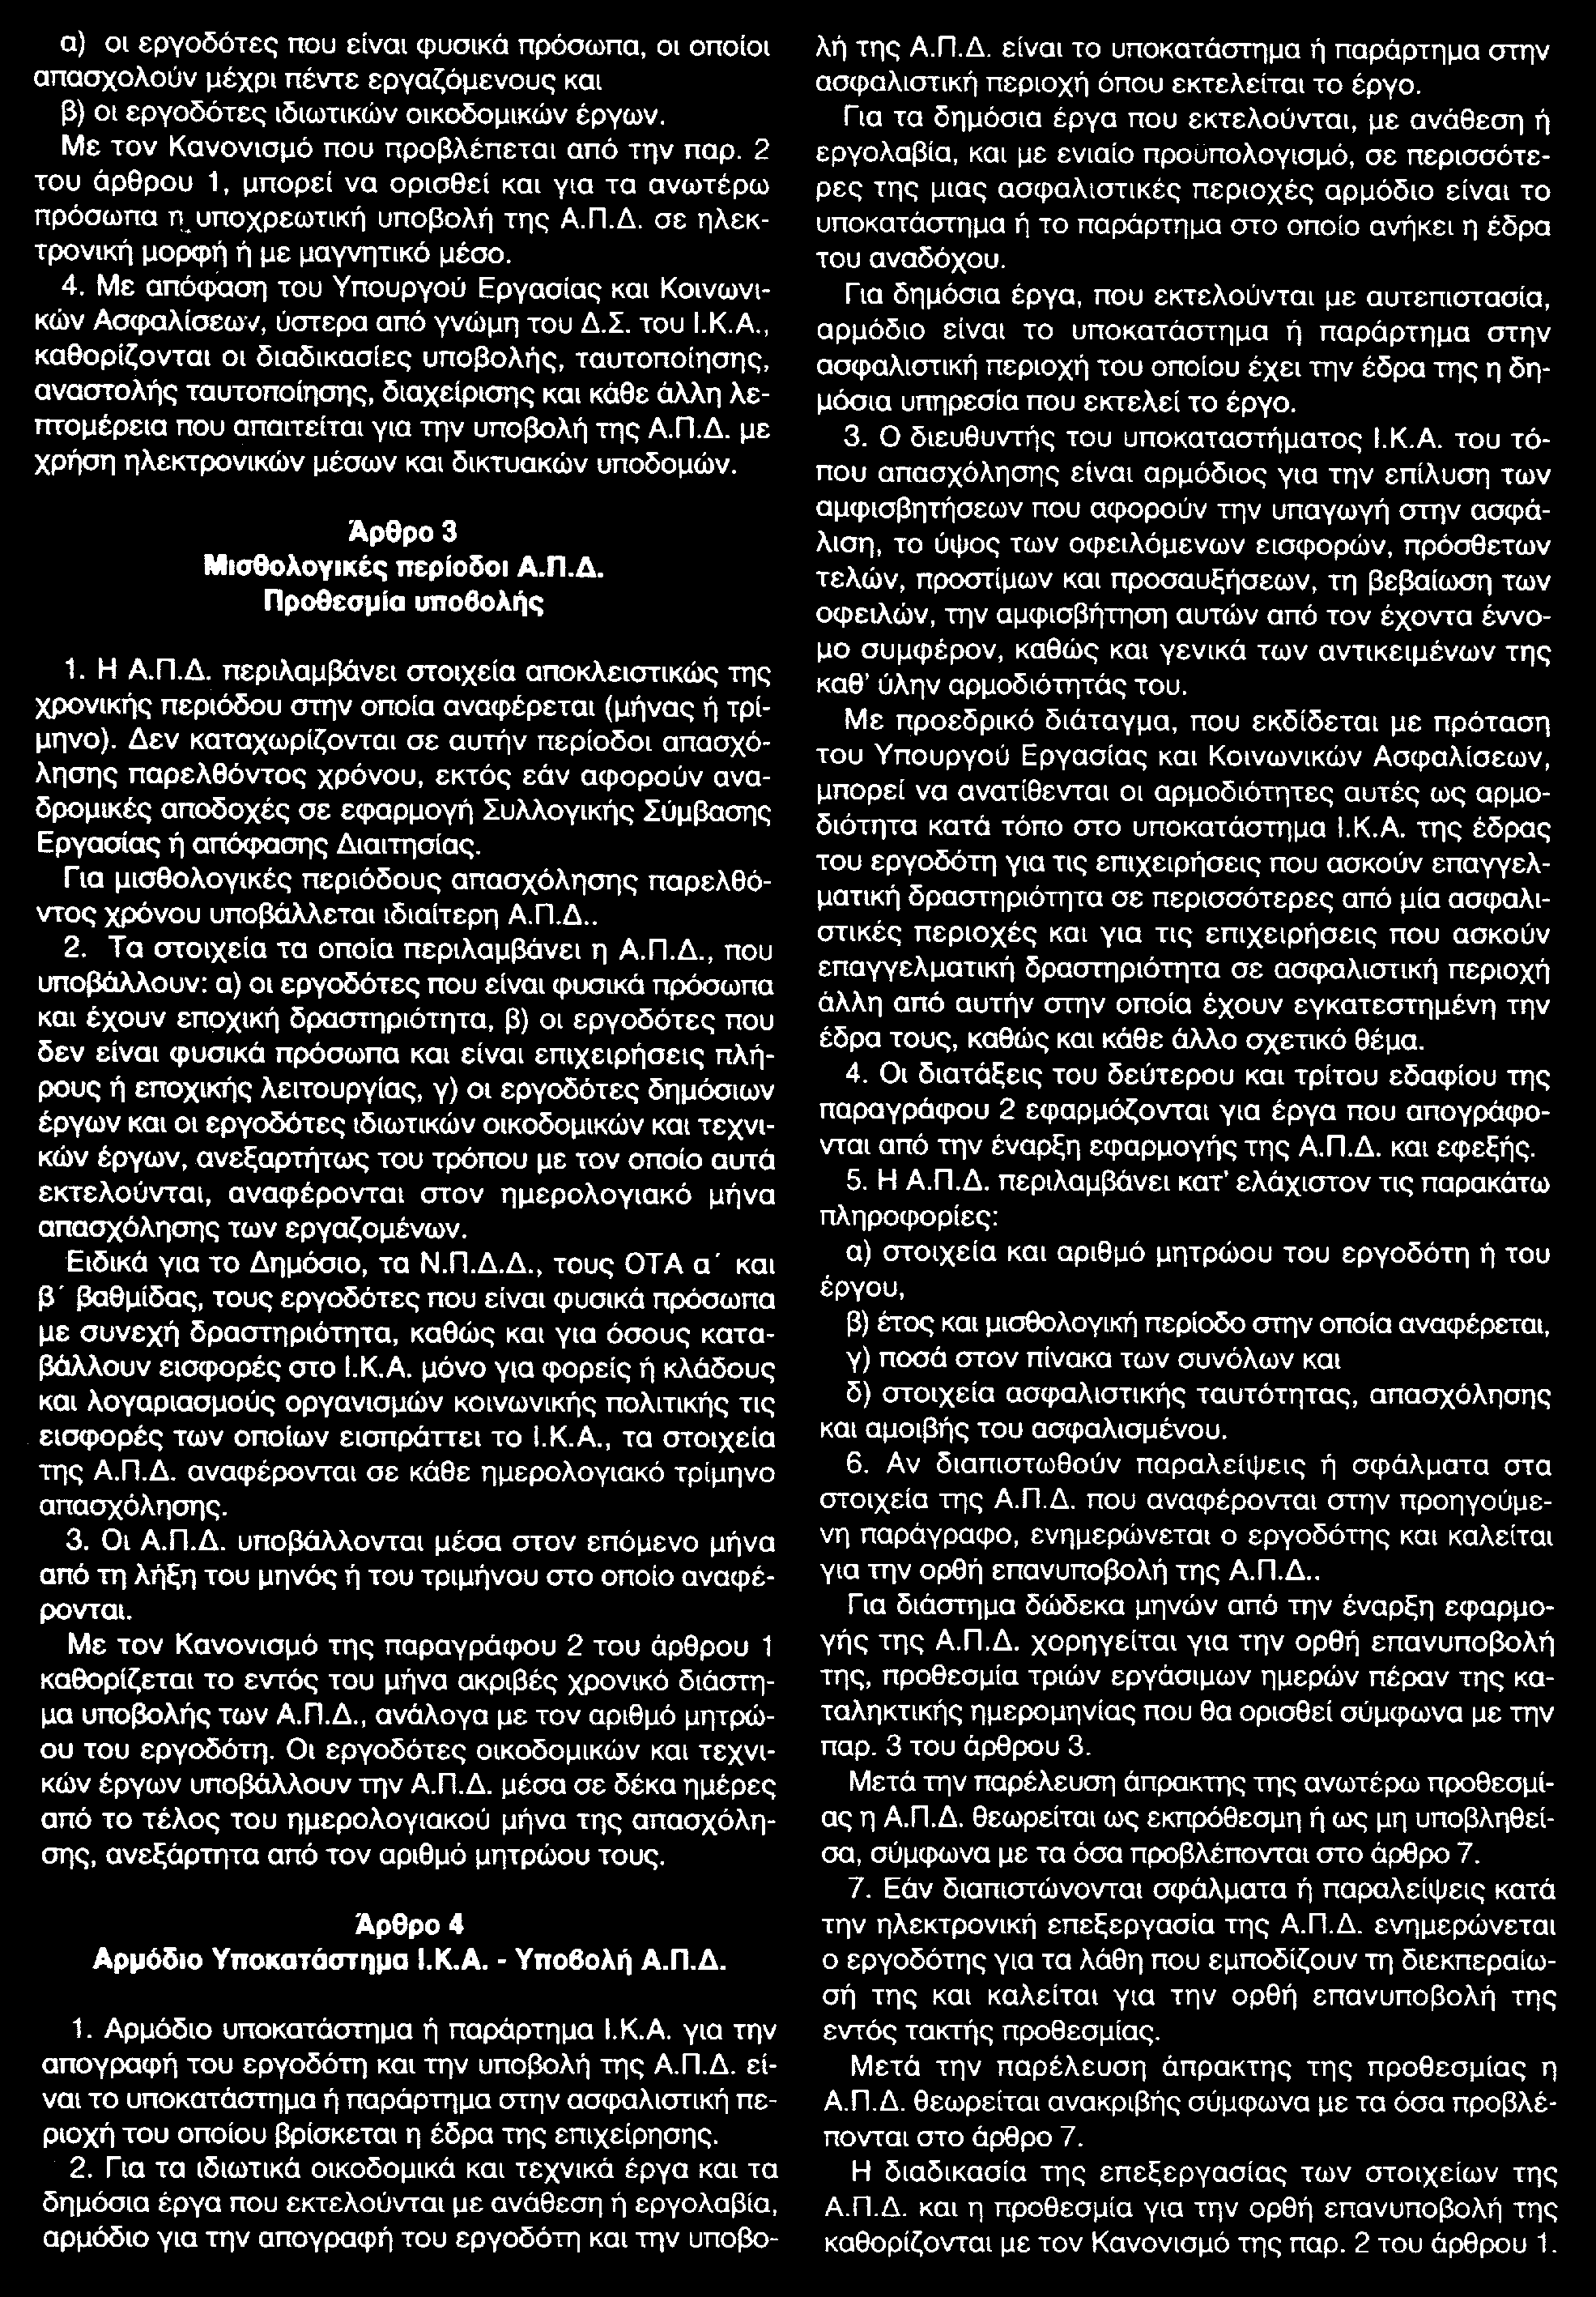 α) οι εργοδότες που είναι φυσικά πρόσωπα, οι οποίοι
απασχολούν μέχρι πέντε εργαζόμενους και
β) οι εργοδότες ιδιωτικών οικοδομικών έργων.
Με τον Κανονισμό που προβλέπεται από την παρ. 2
του άρθρου 1, μπορεί να ορισθεί και για τα ανωτέρω
πρόσωπα η υποχρεωτική υποβολή της Α.Π.Δ. σε ηλεκ-
τρονική μορφή ή με μαγνητικό μέσο.
4. Με απόφαση του Υπουργού Εργασίας και Κοινωνι-
κών Ασφαλίσεων, ύστερα από γνώμη του Δ.Σ. του Ι.Κ.Α.,
καθορίζονται οι διαδικασίες υποβολής, ταυτοποίησης,
αναστολής ταυτοποίησης, διαχείρισης και κάθε άλλη λε-
πτομέρεια που απαιτείται για την υποβολή της Α.Π.Δ. με
χρήση ηλεκτρονικών μέσων και δικτυακών υποδομών.
Άρθρο 3
Μισθολογικές περίοδοι Α.Π.Δ.
Προθεσμία υποβολής
1. Η Α.Π.Δ. περιλαμβάνει στοιχεία αποκλειστικώς της
χρονικής περιόδου στην οποία αναφέρεται (μήνας ή τρί-
μηνο). Δεν καταχωρίζονται σε αυτήν περίοδοι απασχό-
λησης παρελθόντος χρόνου, εκτός εάν αφορούν ανα-
δρομικές αποδοχές σε εφαρμογή Συλλογικής Σύμβασης
Εργασίας ή απόφασης Διαιτησίας.
Για μισθολογικές περιόδους απασχόλησης παρελθό-
ντος χρόνου υποβάλλεται ιδιαίτερη Α.Π.Δ..
2. Τα στοιχεία τα οποία περιλαμβάνει η Α.Π.Δ., που
υποβάλλουν: α) οι εργοδότες που είναι φυσικά πρόσωπα
και έχουν εποχική δραστηριότητα, β) οι εργοδότες που
δεν είναι φυσικά πρόσωπα και είναι επιχειρήσεις πλή-
ρους ή εποχικής λειτουργίας, γ) οι εργοδότες δημόσιων
έργων και οι εργοδότες ιδιωτικών οικοδομικών και τεχνι-
κών έργων, ανεξαρτήτως του τρόπου με τον οποίο αυτά
εκτελούνται, αναφέρονται στον ημερολογιακό μήνα
απασχόλησης των εργαζομένων.
Ειδικά για το Δημόσιο, τα Ν.Π.Δ.Δ., τους ΟΤΑ α΄ και
β΄ βαθμίδας, τους εργοδότες που είναι φυσικά πρόσωπα
με συνεχή δραστηριότητα, καθώς και για όσους κατα-
βάλλουν εισφορές στο Ι.Κ.Α. μόνο για φορείς ή κλάδους
και λογαριασμούς οργανισμών κοινωνικής πολιτικής τις
εισφορές των οποίων εισπράττει το Ι.Κ.Α., τα στοιχεία
της Α.Π.Δ. αναφέρονται σε κάθε ημερολογιακό τρίμηνο
απασχόλησης.
3. Οι Α.Π.Δ. υποβάλλονται μέσα στον επόμενο μήνα
από τη λήξη του μηνός ή του τριμήνου στο οποίο αναφέ-
ρονται.
Με τον Κανονισμό της παραγράφου 2 του άρθρου 1
καθορίζεται το εντός του μήνα ακριβές χρονικό διάστη-
μα υποβολής των Α.Π.Δ., ανάλογα με τον αριθμό μητρώ-
ου του εργοδότη. Οι εργοδότες οικοδομικών και τεχνι-
κών έργων υποβάλλουν την Α.Π.Δ. μέσα σε δέκα ημέρες
από το τέλος του ημερολογιακού μήνα της απασχόλη-
σης, ανεξάρτητα από τον αριθμό μητρώου τους.
Άρθρο 4
Αρμόδιο Υποκατάστημα Ι.Κ.Α. - Υποβολή Α.Π.Δ.
1. Αρμόδιο υποκατάστημα ή παράρτημα Ι.Κ.Α. για την
απογραφή του εργοδότη και την υποβολή της Α.Π.Δ. εί-
ναι το υποκατάστημα ή παράρτημα στην ασφαλιστική πε-
ριοχή του οποίου βρίσκεται η έδρα της επιχείρησης.
2. Για τα ιδιωτικά οικοδομικά και τεχνικά έργα και τα
δημόσια έργα που εκτελούνται με ανάθεση ή εργολαβία,
αρμόδιο για την απογραφή του εργοδότη και την υποβο-
λή της Α.Π.Δ. είναι το υποκατάστημα ή παράρτημα στην
ασφαλιστική περιοχή όπου εκτελείται το έργο.
Για τα δημόσια έργα που εκτελούνται, με ανάθεση ή
εργολαβία, και με ενιαίο προϋπολογισμό, σε περισσότε-
ρες της μιας ασφαλιστικές περιοχές αρμόδιο είναι το
υποκατάστημα ή το παράρτημα στο οποίο ανήκει η έδρα
του αναδόχου.
Για δημόσια έργα, που εκτελούνται με αυτεπιστασία,
αρμόδιο είναι το υποκατάστημα ή παράρτημα στην
ασφαλιστική περιοχή του οποίου έχει την έδρα της η δη-
μόσια υπηρεσία που εκτελεί το έργο.
3. Ο διευθυντής του υποκαταστήματος Ι.Κ.Α. του τό-
που απασχόλησης είναι αρμόδιος για την επίλυση των
αμφισβητήσεων που αφορούν την υπαγωγή στην ασφά-
λιση, το ύψος των οφειλόμενων εισφορών, πρόσθετων
τελών, προστίμων και προσαυξήσεων, τη βεβαίωση των
οφειλών, την αμφισβήτηση αυτών από τον έχοντα έννο-
μο συμφέρον, καθώς και γενικά των αντικειμένων της
καθ’ ύλην αρμοδιότητάς του.
Με προεδρικό διάταγμα, που εκδίδεται με πρόταση
του Υπουργού Εργασίας και Κοινωνικών Ασφαλίσεων,
μπορεί να ανατίθενται οι αρμοδιότητες αυτές ως αρμο-
διότητα κατά τόπο στο υποκατάστημα Ι.Κ.Α. της έδρας
του εργοδότη για τις επιχειρήσεις που ασκούν επαγγελ-
ματική δραστηριότητα σε περισσότερες από μία ασφαλι-
στικές περιοχές και για τις επιχειρήσεις που ασκούν
επαγγελματική δραστηριότητα σε ασφαλιστική περιοχή
άλλη από αυτήν στην οποία έχουν εγκατεστημένη την
έδρα τους, καθώς και κάθε άλλο σχετικό θέμα.
4. Οι διατάξεις του δεύτερου και τρίτου εδαφίου της
παραγράφου 2 εφαρμόζονται για έργα που απογράφο-
νται από την έναρξη εφαρμογής της Α.Π.Δ. και εφεξής.
5. Η Α.Π.Δ. περιλαμβάνει κατ’ ελάχιστον τις παρακάτω
πληροφορίες:
α) στοιχεία και αριθμό μητρώου του εργοδότη ή του
έργου,
β) έτος και μισθολογική περίοδο στην οποία αναφέρεται,
γ) ποσά στον πίνακα των συνόλων και
δ) στοιχεία ασφαλιστικής ταυτότητας, απασχόλησης
και αμοιβής του ασφαλισμένου.
6. Αν διαπιστωθούν παραλείψεις ή σφάλματα στα
στοιχεία της Α.Π.Δ. που αναφέρονται στην προηγούμε-
νη παράγραφο, ενημερώνεται ο εργοδότης και καλείται
για την ορθή επανυποβολή της Α.Π.Δ..
Για διάστημα δώδεκα μηνών από την έναρξη εφαρμο-
γής της Α.Π.Δ. χορηγείται για την ορθή επανυποβολή
της, προθεσμία τριών εργάσιμων ημερών πέραν της κα-
ταληκτικής ημερομηνίας που θα ορισθεί σύμφωνα με την
παρ. 3 του άρθρου 3.
Μετά την παρέλευση άπρακτης της ανωτέρω προθεσμί-
ας η Α.Π.Δ. θεωρείται ως εκπρόθεσμη ή ως μη υποβληθεί-
σα, σύμφωνα με τα όσα προβλέπονται στο άρθρο 7.
7. Εάν διαπιστώνονται σφάλματα ή παραλείψεις κατά
την ηλεκτρονική επεξεργασία της Α.Π.Δ. ενημερώνεται
ο εργοδότης για τα λάθη που εμποδίζουν τη διεκπεραίω-
σή της και καλείται για την ορθή επανυποβολή της
εντός τακτής προθεσμίας.
Μετά την παρέλευση άπρακτης της προθεσμίας η
Α.Π.Δ. θεωρείται ανακριβής σύμφωνα με τα όσα προβλέ-
πονται στο άρθρο 7.
Η διαδικασία της επεξεργασίας των στοιχείων της
Α.Π.Δ. και η προθεσμία για την ορθή επανυποβολή της
καθορίζονται με τον Κανονισμό της παρ. 2 του άρθρου 1.